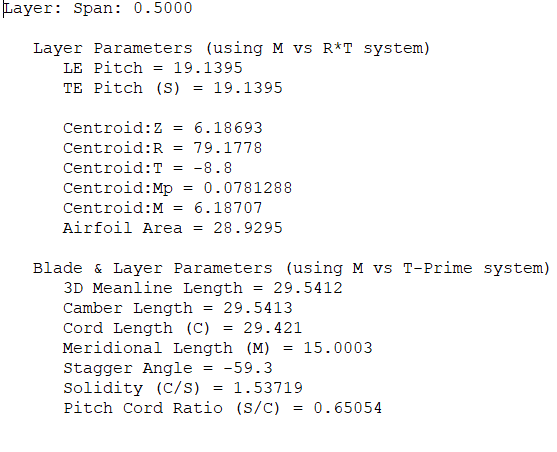 Layer: Span: 0.5000
Layer Parameters (using M vs R*T system)
LE Pitch = 19.1395
TE Pitch (S) = 19.1395
Centroid:Z = 6.18693
Centroid:R = 79.1778
Centroid:T = -8.8
Centroid:Mp = 0.0781288
Centroid:M = 6.18707
Airfoil Area = 28.9295
Blade & Layer Parameters (using M vs T-Prime system)
3D Meanline Length = 29.5412
Camber Length = 29.5413
Cord Length (C) = 29.421
Meridional Length (M) = 15.0003
Stagger Angle = -59.3
Solidity (C/S) = 1.53719
Pitch Cord Ratio (S/C) = 0.65054